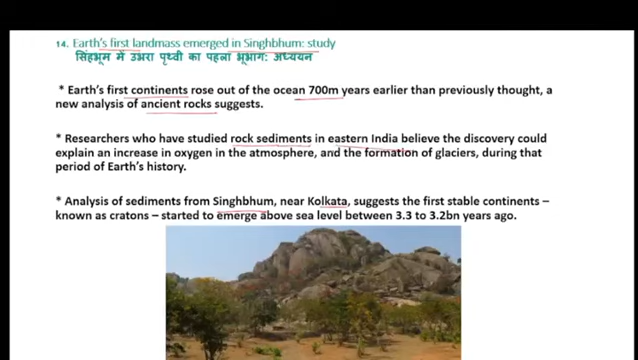 14. Earth's first landmass emerged in Singhbhum: study
सिंहभूम में उभरा पृथ्वी का पहला भूभाग: अध्ययन
* Earth's first continents rose out of the ocean 700m years earlier than previously thought, a
new analysis of ancient rocks suggests.
* Researchers who have studied rock sediments in eastern India believe the discovery could
explain an increase in oxygen in the atmosphere, and the formation of glaciers, during that
period of Earth's history.
* Analysis of sediments from Singhbhum, near Kolkata, suggests the first stable continents –
known as cratons – started to emerge above sea level between 3.3 to 3.2bn years ago.